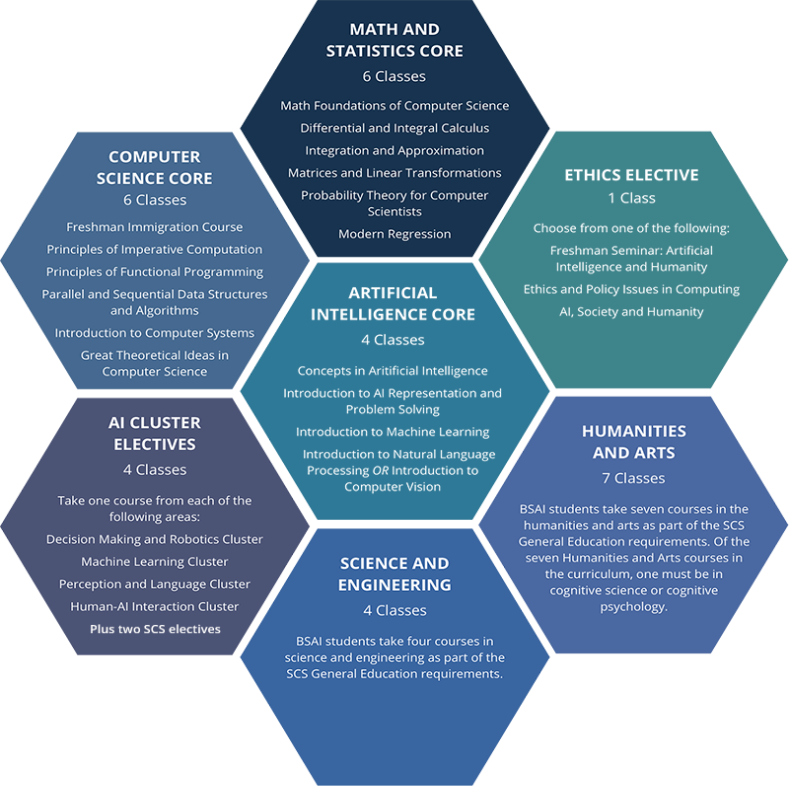 MATH AND
STATISTICS CORE
6 Classes
Math Foundations of Computer Science
Differential and Integral Calculus
Integration and Approximation
Matrices and Linear Transformations
Probability Theory for Computer
Scientists
Modern Regression
COMPUTER
SCIENCE CORE
6 Classes
Freshman Immigration Course
Principles of Imperative Computation
Principles of Functional Programming
Parallel and Sequential Data Structures
and Algorithms
Introduction to Computer Systems
Great Theoretical Ideas in
Computer Science
ETHICS ELECTIVE
1 Class
Choose from one of the following:
Freshman Seminar: Artificial
Intelligence and Humanity
Ethics and Policy Issues in Computing
AI, Society and Humanity
ARTIFICIAL
INTELLIGENCE CORE
4 Classes
Concepts in Aritificial Intelligence
Introduction to AI Representation and
Problem Solving
Introduction to Machine Learning
Introduction to Natural Language
Processing OR Introduction to
Computer Vision
AI CLUSTER
ELECTIVES
4 Classes
Take one course from each of the
following areas:
Decision Making and Robotics Cluster
Machine Learning Cluster
Perception and Language Cluster
Human-AI Interaction Cluster
Plus two SCS electives
HUMANITIES
AND ARTS
7 Classes
BSAI students take seven courses in the
humanities and arts as part of the SCS
General Education requirements. Of the
seven Humanities and Arts courses in
the curriculum, one must be in
cognitive science or cognitive
psychology.
SCIENCE AND
ENGINEERING
4 Classes
BSAI students take four courses in
science and engineering as part of the
SCS General Education requirements.